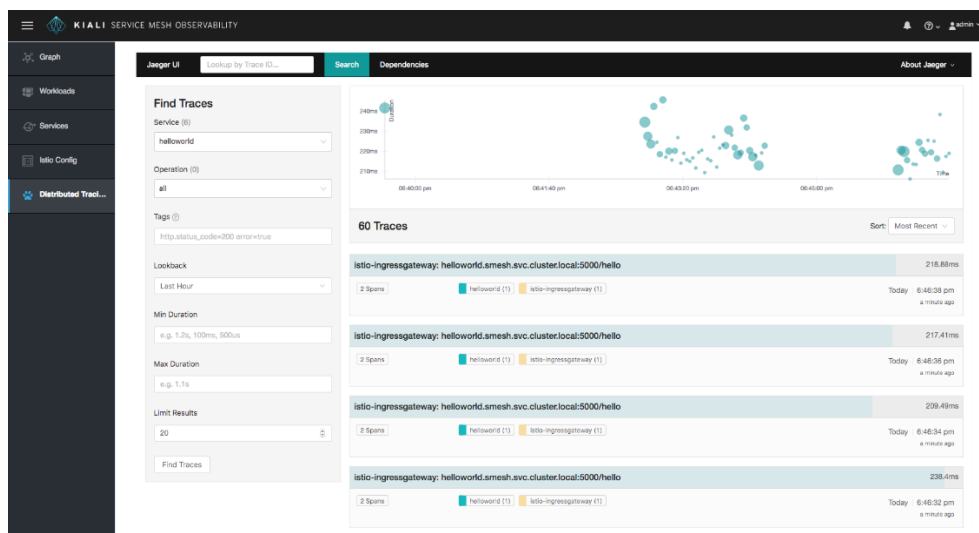 KIALI SERVICE MESH OBSERVABILITY
admin
Graph
Workloads
Services
Istio Config
Distributed Traci...
Jaeger UI
Lookup by Trace ID...
Search
Dependencies
About Jaeger
Find Traces
Service (6)
helloworld
Operation (0)
all
Tags
http.status_code=200 error=true
Lookback
Last Hour
Min Duration
e.g. 1.2s, 100ms, 500us
Max Duration
e.g. 1.1s
Limit Results
20
Find Traces
Duration
240ms
230ms
220ms
210ms
Time
06:40:00 pm
06:41:40 pm
06:43:20 pm
06:45:00 pm
60 Traces
Sort: Most Recent
istio-ingressgateway: helloworld.smesh.svc.cluster.local:5000/hello
218.88ms
2 Spans
helloworld (1)
istio-ingressgateway (1)
Today
6:46:38 pm
a minute ago
istio-ingressgateway: helloworld.smesh.svc.cluster.local:5000/hello
217.41ms
2 Spans
helloworld (1)
istio-ingressgateway (1)
Today
6:46:36 pm
a minute ago
istio-ingressgateway: helloworld.smesh.svc.cluster.local:5000/hello
209.49ms
2 Spans
helloworld (1)
istio-ingressgateway (1)
Today
6:46:34 pm
a minute ago
istio-ingressgateway: helloworld.smesh.svc.cluster.local:5000/hello
238.4ms
2 Spans
helloworld (1)
istio-ingressgateway (1)
Today
6:46:32 pm
a minute ago